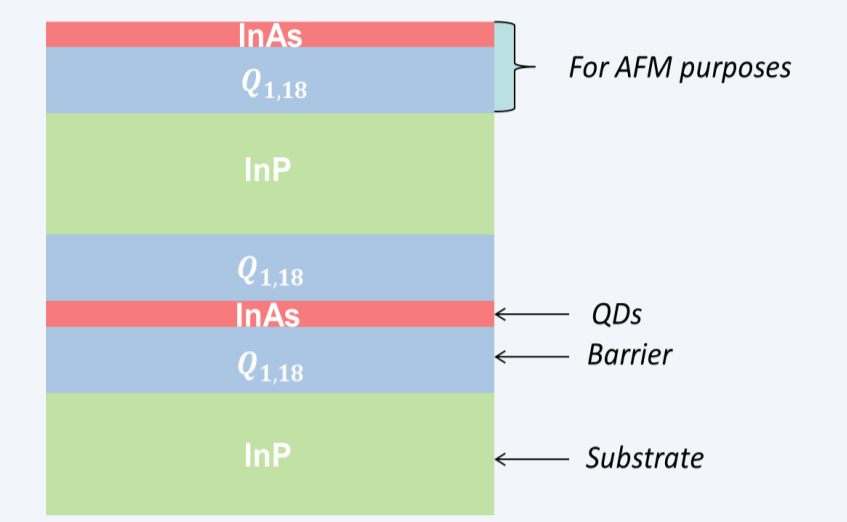 InAs
Q1,18
For AFM purposes
InP
Q1,18
InAs
QDs
Barrier
Q1,18
InP
Substrate